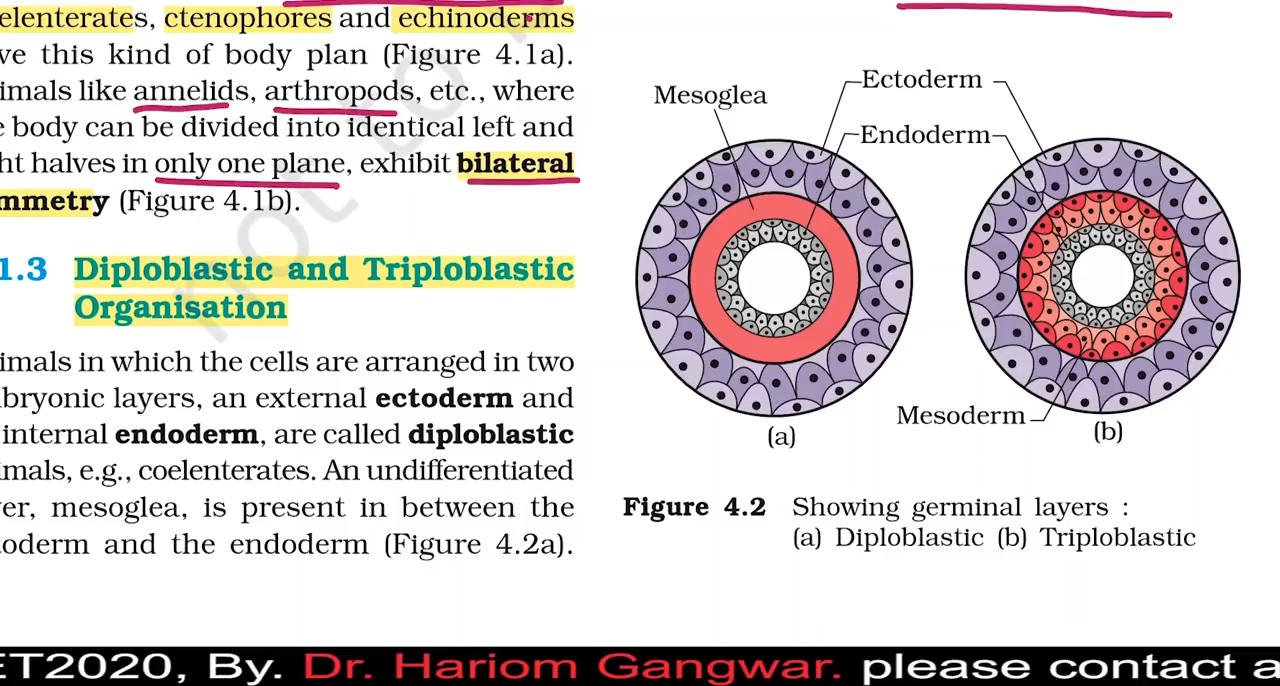 elenterates, ctenophores and echinoderms
ve this kind of body plan (Figure 4.1a).
imals like annelids, arthropods, etc., where
e body can be divided into identical left and
ht halves in only one plane, exhibit bilateral
mmetry (Figure 4.1b).
1.3 Diploblastic and Triploblastic
Organisation
imals in which the cells are arranged in two
bryonic layers, an external ectoderm and
internal endoderm, are called diploblastic
imals, e.g., coelenterates. An undifferentiated
er, mesoglea, is present in between the
oderm and the endoderm (Figure 4.2a).
not to
Mesoglea
Ectoderm
Endoderm
Mesoderm
(a)
(b)
Figure 4.2 Showing germinal layers :
(a) Diploblastic (b) Triploblastic
ET2020, By. Dr. Hariom Gangwar. please contact a